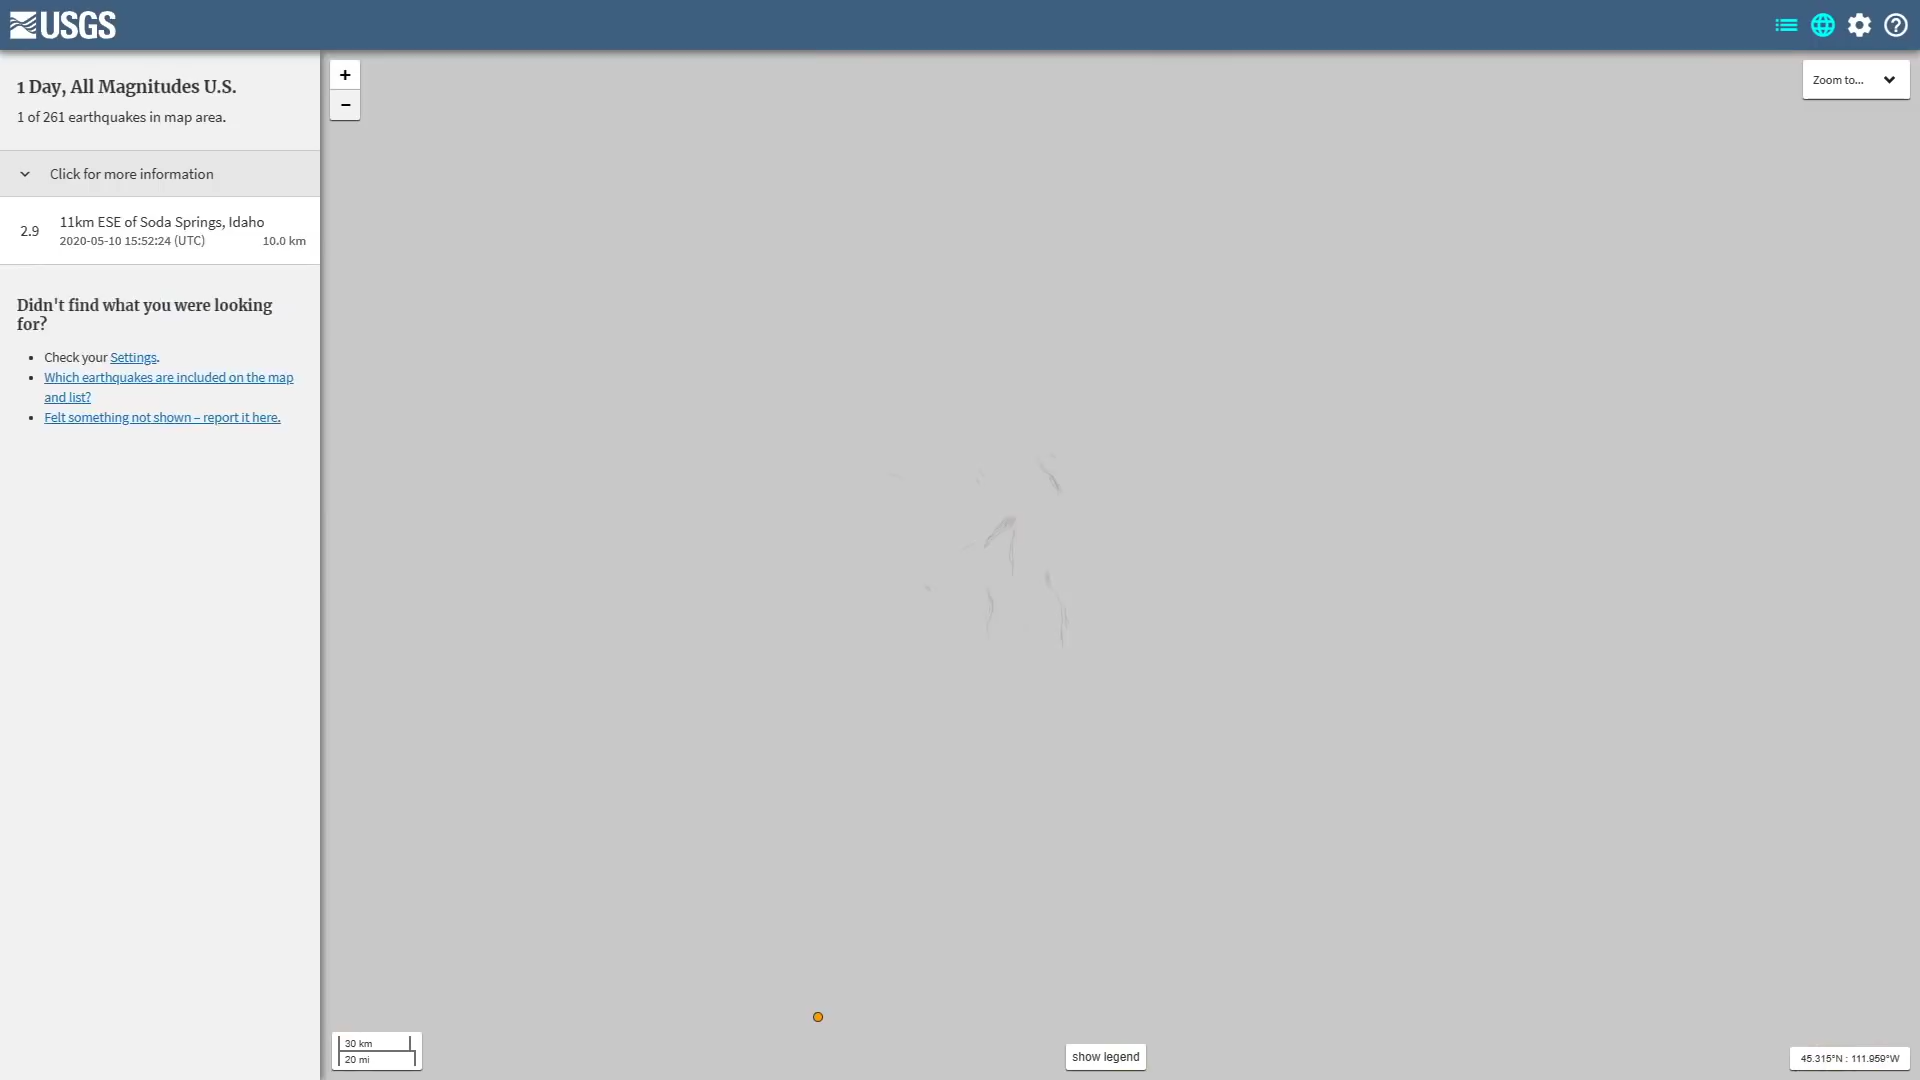 USGS
1 Day, All Magnitudes U.S.
1 of 261 earthquakes in map area.
Click for more information
2.9
11km ESE of Soda Springs, Idaho
2020-05-10 15:52:24 (UTC) 10.0 km
Didn't find what you were looking
for?
Check your Settings.
Which earthquakes are included on the map
and list?
Felt something not shown – report it here.
+
−
Zoom to...
30 km
20 mi
show legend
45.315°N : 111.959°W